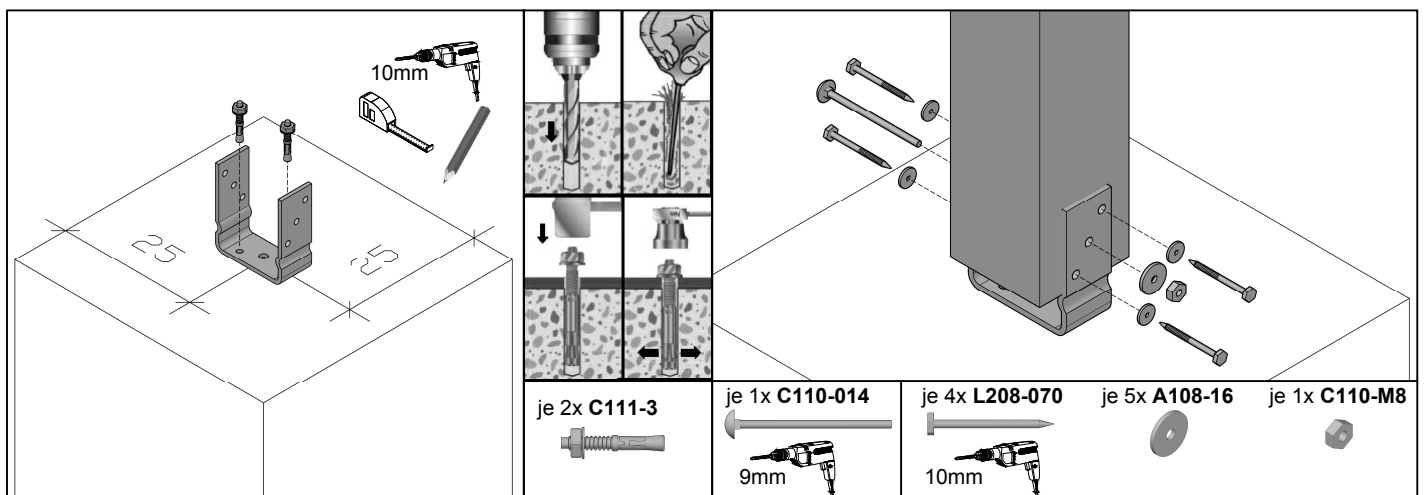 10mm
25
25
je 2x C111-3
je 1x C110-014
9mm
je 4x L208-070
10mm
je 5x A108-16
je 1x C110-M8